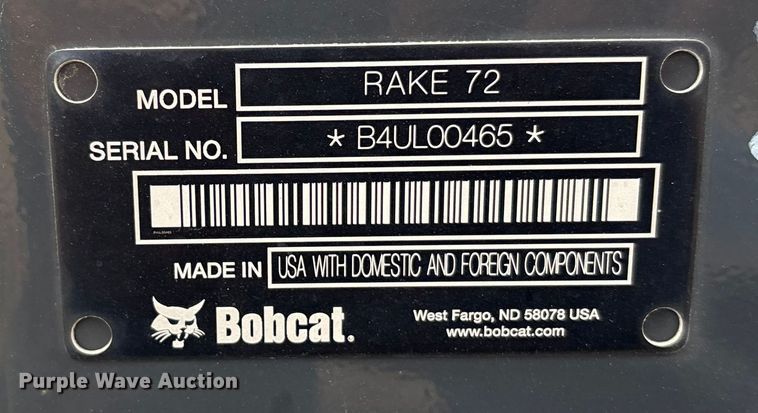 MODEL RAKE 72
SERIAL NO. * B4UL00465 *
MADE IN USA WITH DOMESTIC AND FOREIGN COMPONENTS
Bobcat.
West Fargo, ND 58078 USA
www.bobcat.com
Purple Wave Auction